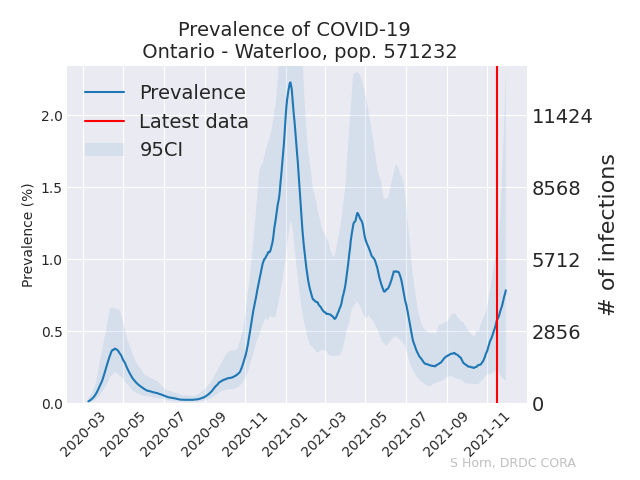 Prevalence of COVID-19
Ontario - Waterloo, pop. 571232
Prevalence
Latest data
95CI
Prevalence (%)
2.0
1.5
1.0
0.5
0.0
11424
8568
5712
2856
0
# of infections
2020-03
2020-05
2020-07
2020-09
2020-11
2021-01
2021-03
2021-05
2021-07
2021-09
2021-11
S Horn, DRDC CORA